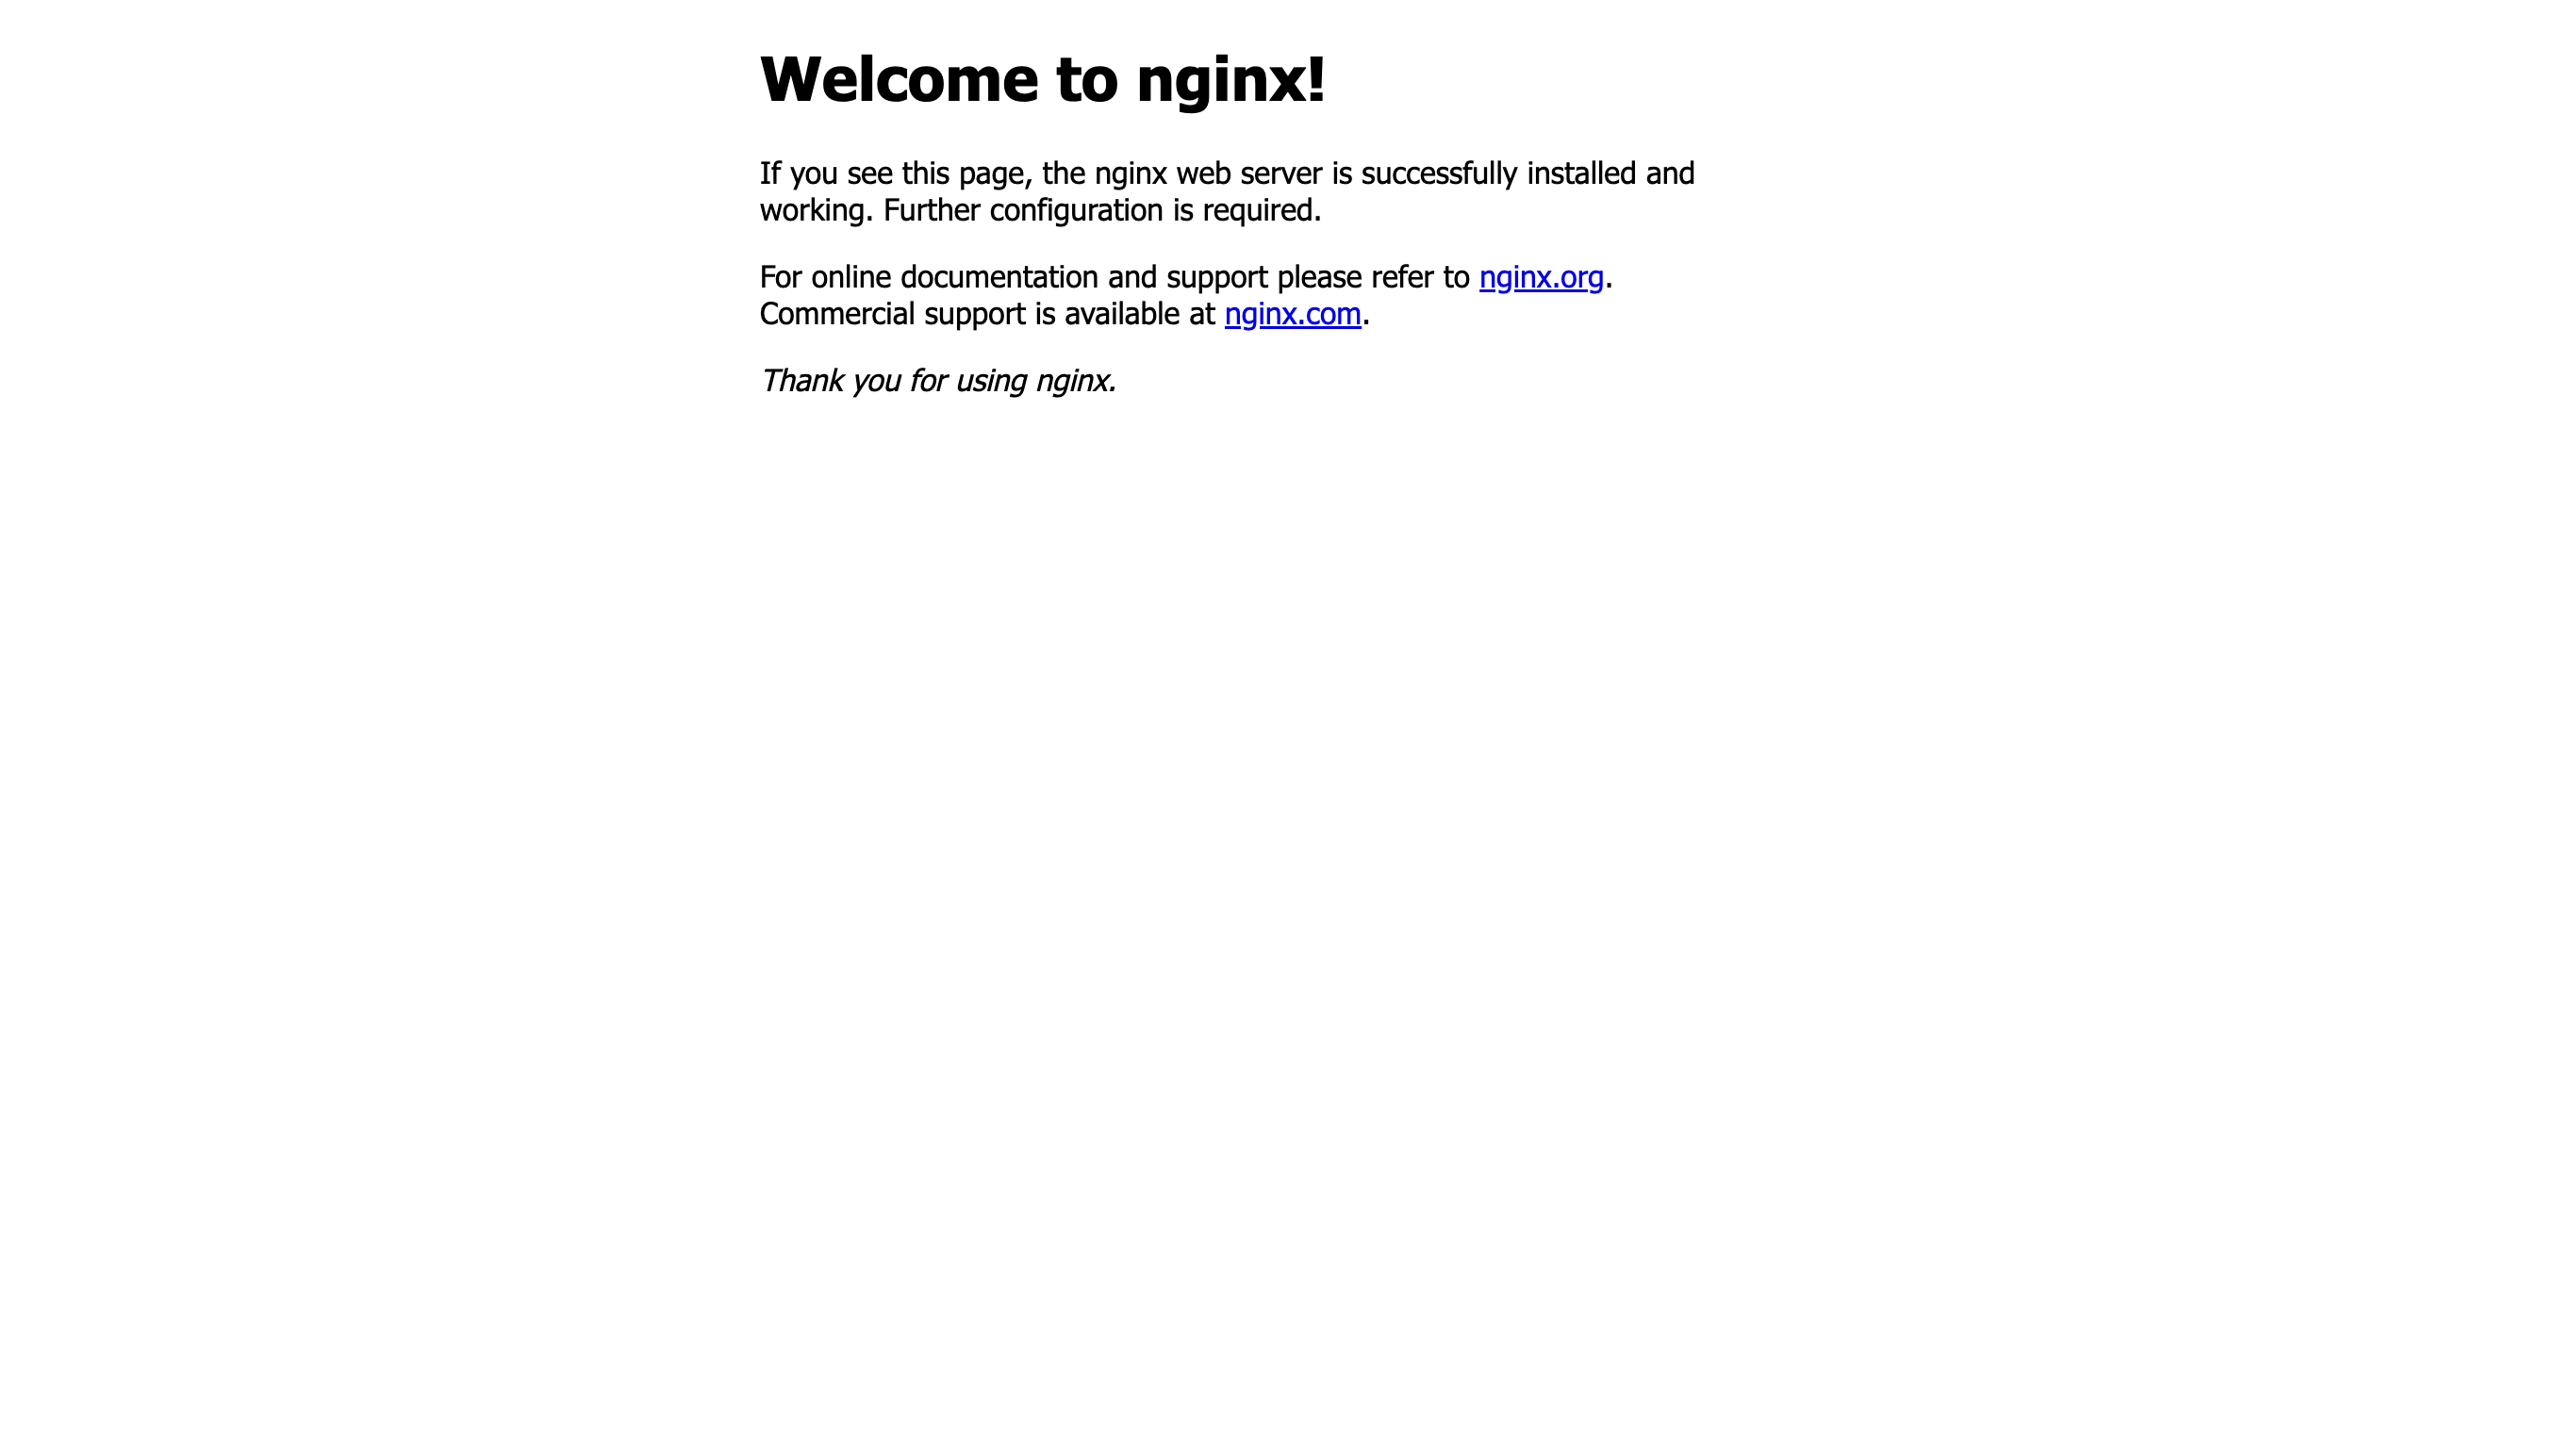 Welcome to nginx!
If you see this page, the nginx web server is successfully installed and
working. Further configuration is required.
For online documentation and support please refer to nginx.org.
Commercial support is available at nginx.com.
Thank you for using nginx.